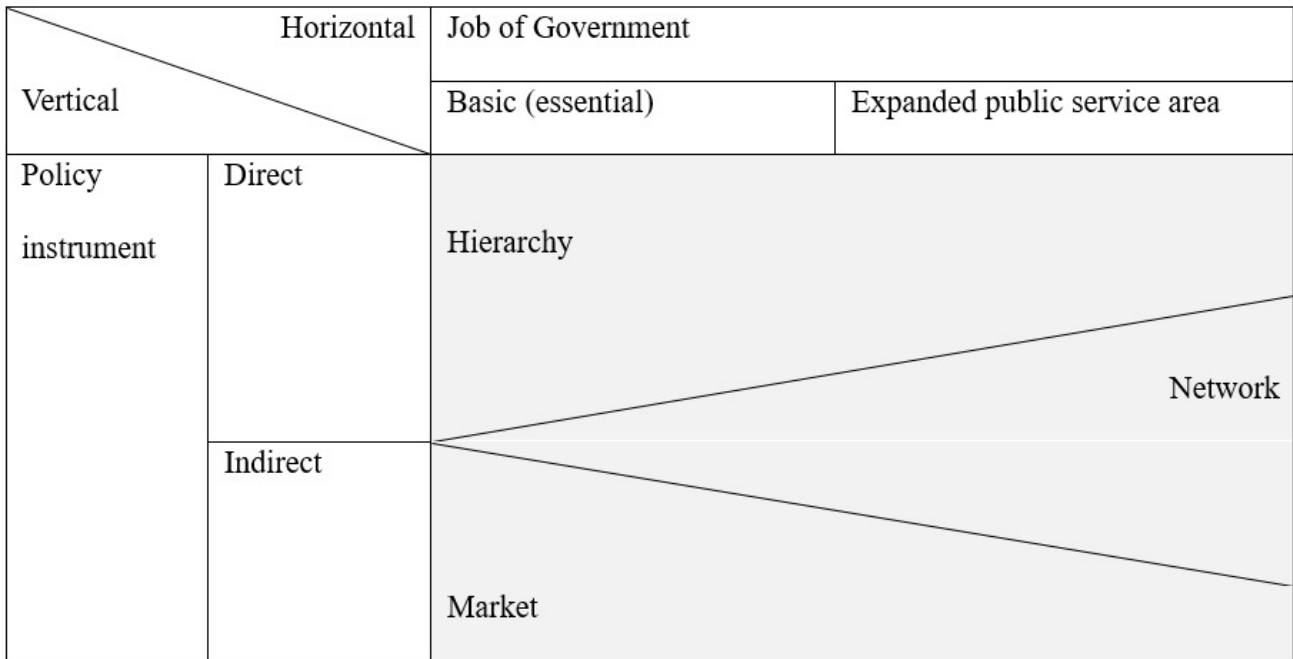 Horizontal
Vertical
Job of Government
Basic (essential)
Expanded public service area
Policy
instrument
Direct
Hierarchy
Network
Indirect
Market